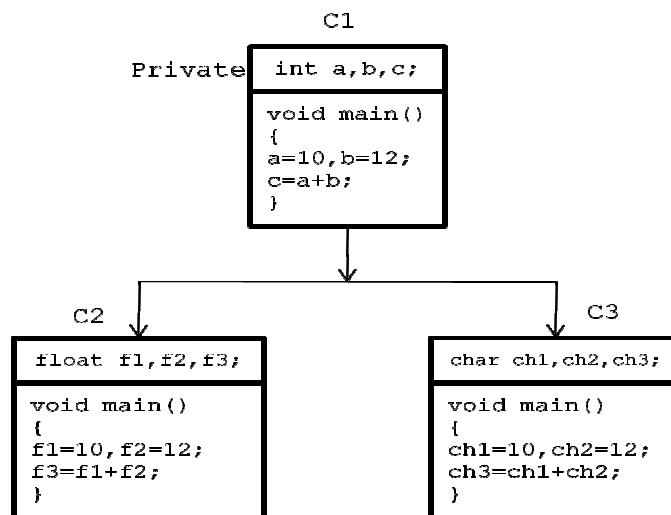 C1
Private
int a,b,c;
void main()
{
a=10,b=12;
c=a+b;
}
C2
float f1,f2,f3;
void main()
{
f1=10,f2=12;
f3=f1+f2;
}
C3
char ch1,ch2,ch3;
void main()
{
ch1=10,ch2=12;
ch3=ch1+ch2;
}